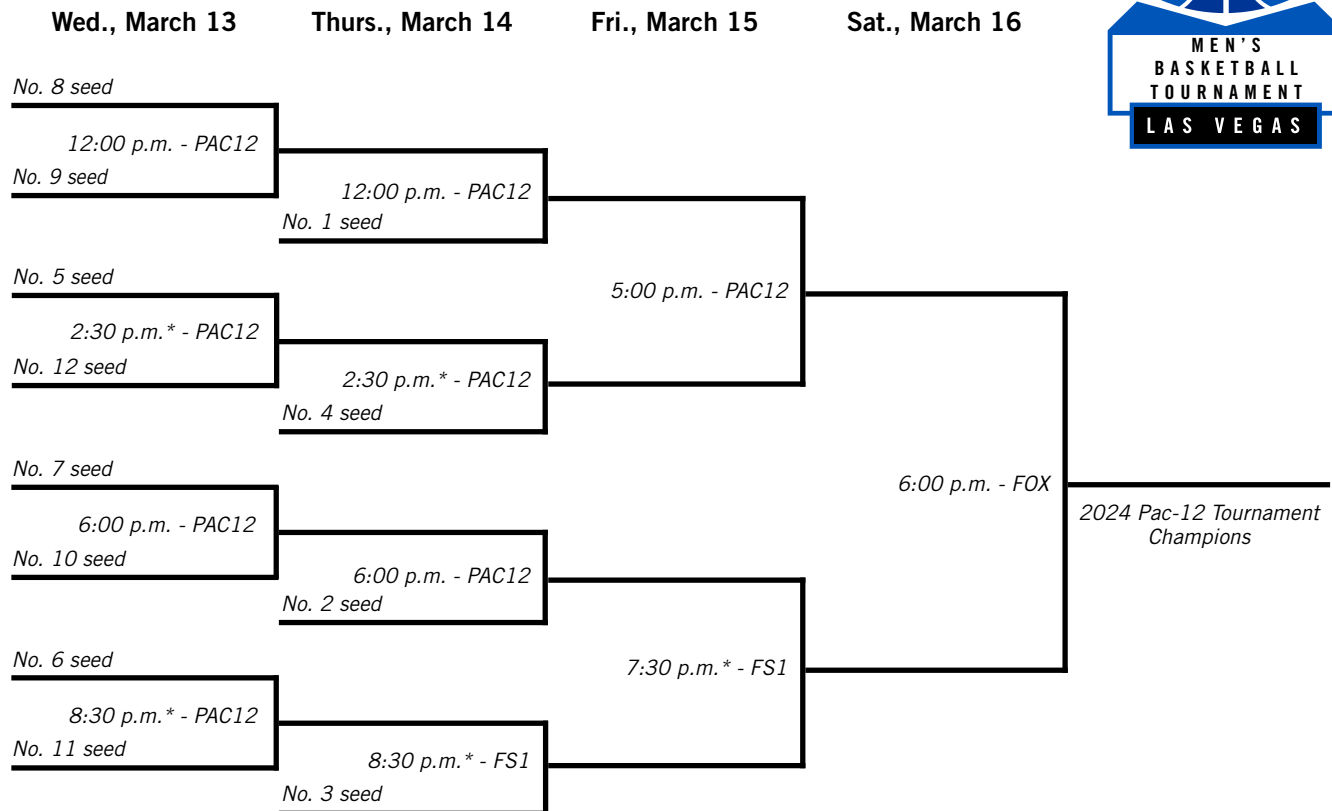 Wed., March 13
Thurs., March 14
Fri., March 15
Sat., March 16
MEN'S
BASKETBALL
TOURNAMENT
LAS VEGAS
No. 8 seed
12:00 p.m. - PAC12
No. 9 seed
12:00 p.m. - PAC12
No. 1 seed
No. 5 seed
2:30 p.m.* - PAC12
No. 12 seed
2:30 p.m.* - PAC12
No. 4 seed
5:00 p.m. - PAC12
No. 7 seed
6:00 p.m. - PAC12
No. 10 seed
6:00 p.m. - PAC12
No. 2 seed
No. 6 seed
8:30 p.m.* - PAC12
No. 11 seed
8:30 p.m.* - FS1
No. 3 seed
7:30 p.m.* - FS1
6:00 p.m. - FOX
2024 Pac-12 Tournament
Champions